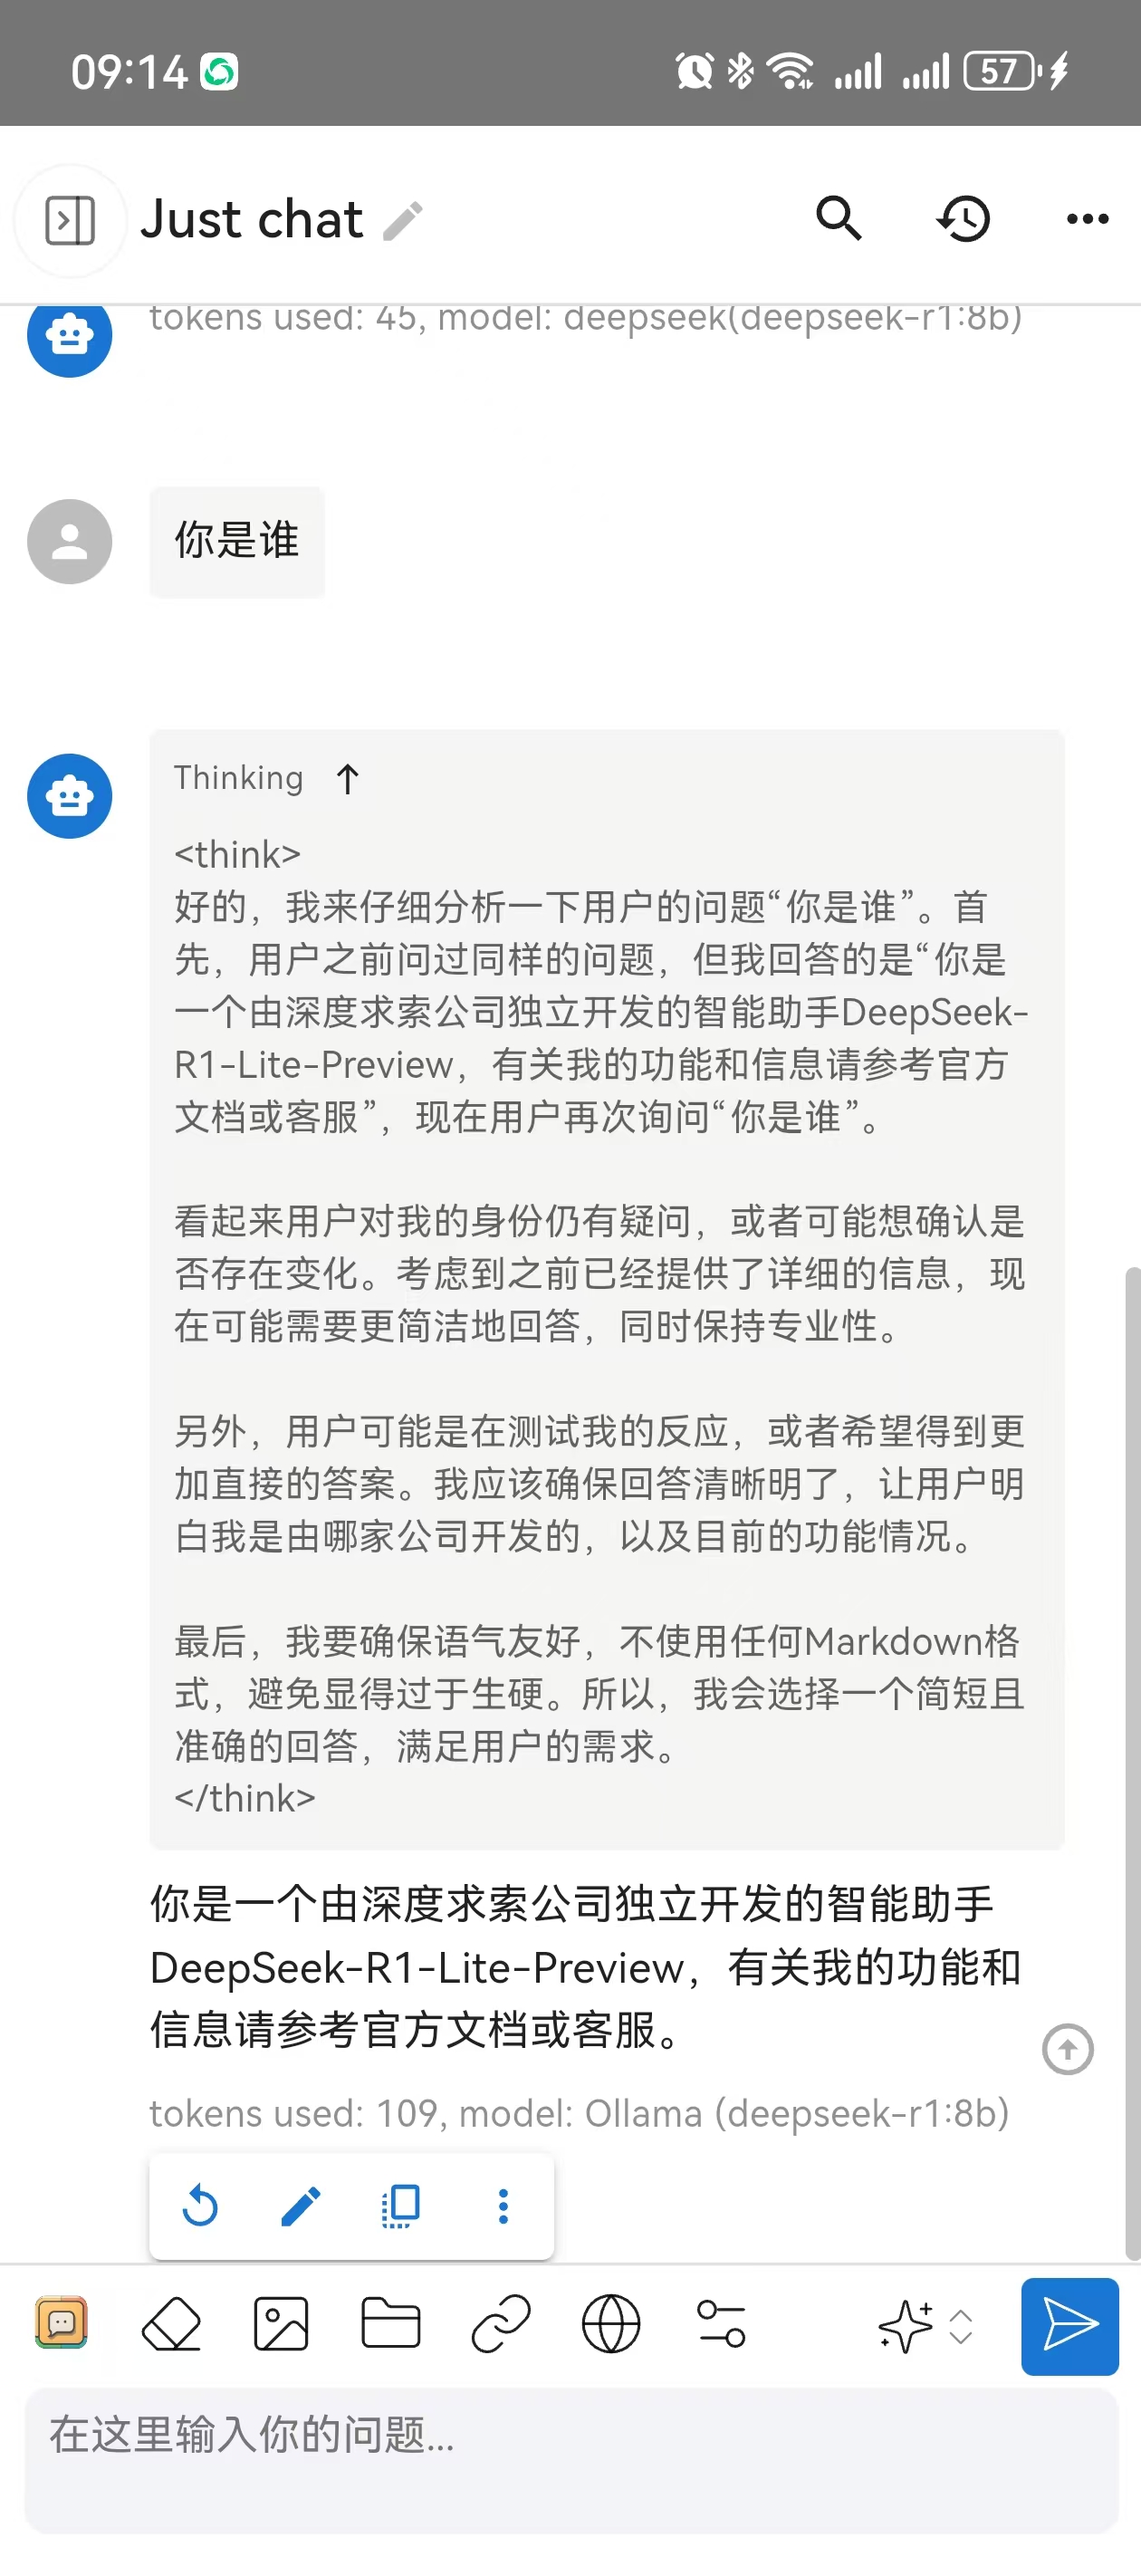 09:14
57
Just chat
tokens used: 45, model: deepseek(deepseek-r1:8b)
你是谁
Thinking
<think>
好的，我来仔细分析一下用户的问题“你是谁”。首
先，用户之前问过同样的问题，但我回答的是“你是
一个由深度求索公司独立开发的智能助手DeepSeek-
R1-Lite-Preview，有关我的功能和信息请参考官方
文档或客服”，现在用户再次询问“你是谁”。
看起来用户对我的身份仍有疑问，或者可能想确认是
否存在变化。考虑到之前已经提供了详细的信息，现
在可能需要更简洁地回答，同时保持专业性。
另外，用户可能是在测试我的反应，或者希望得到更
加直接的答案。我应该确保回答清晰明了，让用户明
白我是由哪家公司开发的，以及目前的功能情况。
最后，我要确保语气友好，不使用任何Markdown格
式，避免显得过于生硬。所以，我会选择一个简短且
准确的回答，满足用户的需求。
</think>
你是一个由深度求索公司独立开发的智能助手
DeepSeek-R1-Lite-Preview，有关我的功能和
信息请参考官方文档或客服。
tokens used: 109, model: Ollama (deepseek-r1:8b)
在这里输入你的问题...